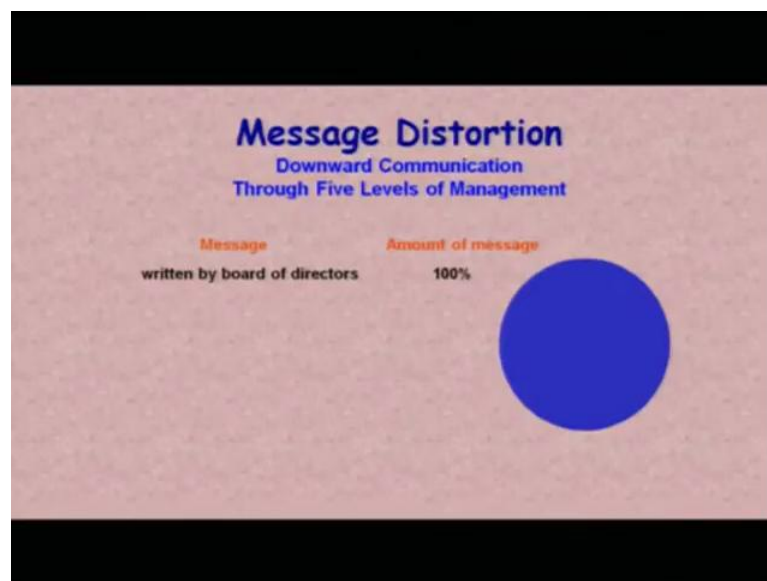 Message Distortion
Downward Communication
Through Five Levels of Management
Message Amount of message
written by board of directors 100%